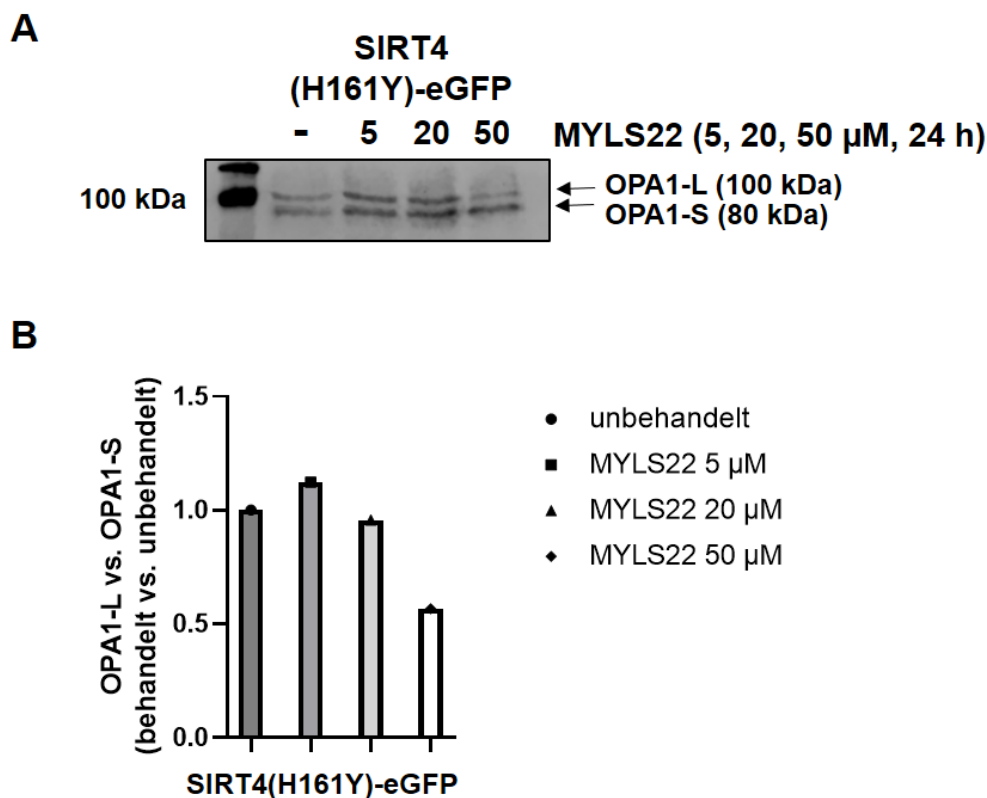 A
SIRT4
(H161Y)-eGFP
- 5 20 50 MYLS22 (5, 20, 50 µM, 24 h)
100 kDa
OPA1-L (100 kDa)
OPA1-S (80 kDa)
B
OPA1-L vs. OPA1-S
(behandelt vs. unbehandelt)
1.5
1.0
0.5
0.0
SIRT4(H161Y)-eGFP
unbehandelt
MYLS22 5 µM
MYLS22 20 µM
MYLS22 50 µM